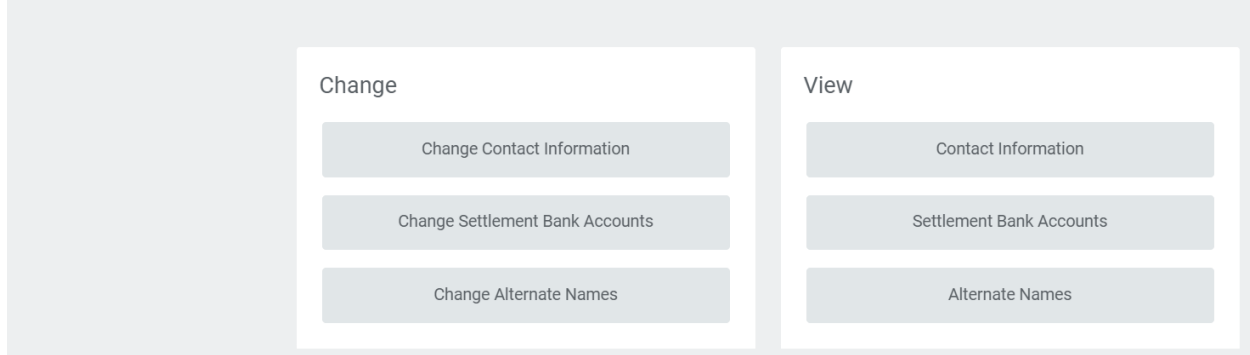 Change
Change Contact Information
Change Settlement Bank Accounts
Change Alternate Names
View
Contact Information
Settlement Bank Accounts
Alternate Names